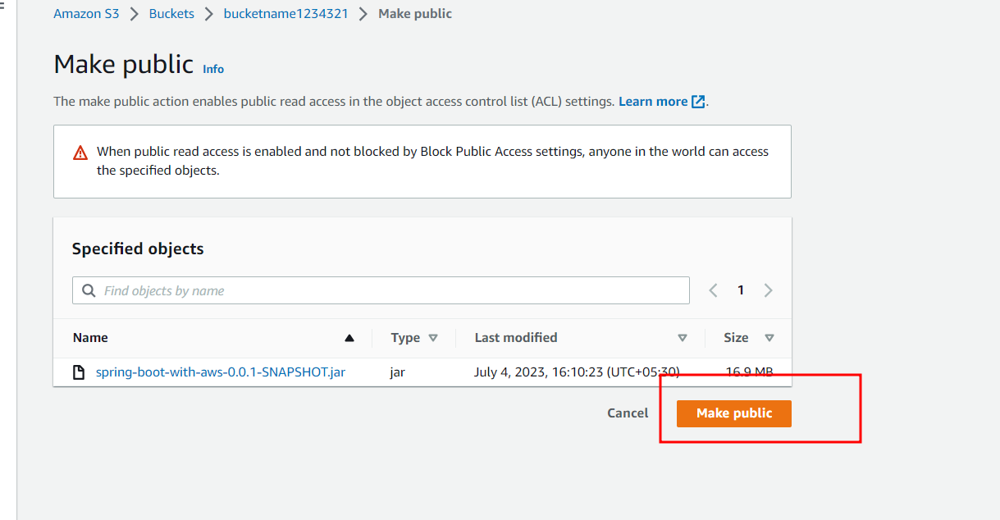 Amazon S3 > Buckets > bucketname1234321 > Make public
Make public Info
The make public action enables public read access in the object access control list (ACL) settings. Learn more.
When public read access is enabled and not blocked by Block Public Access settings, anyone in the world can access
the specified objects.
Specified objects
Find objects by name
1
Name Type Last modified Size
spring-boot-with-aws-0.0.1-SNAPSHOT.jar jar July 4, 2023, 16:10:23 (UTC+05:30) 16.9 MB
Cancel Make public